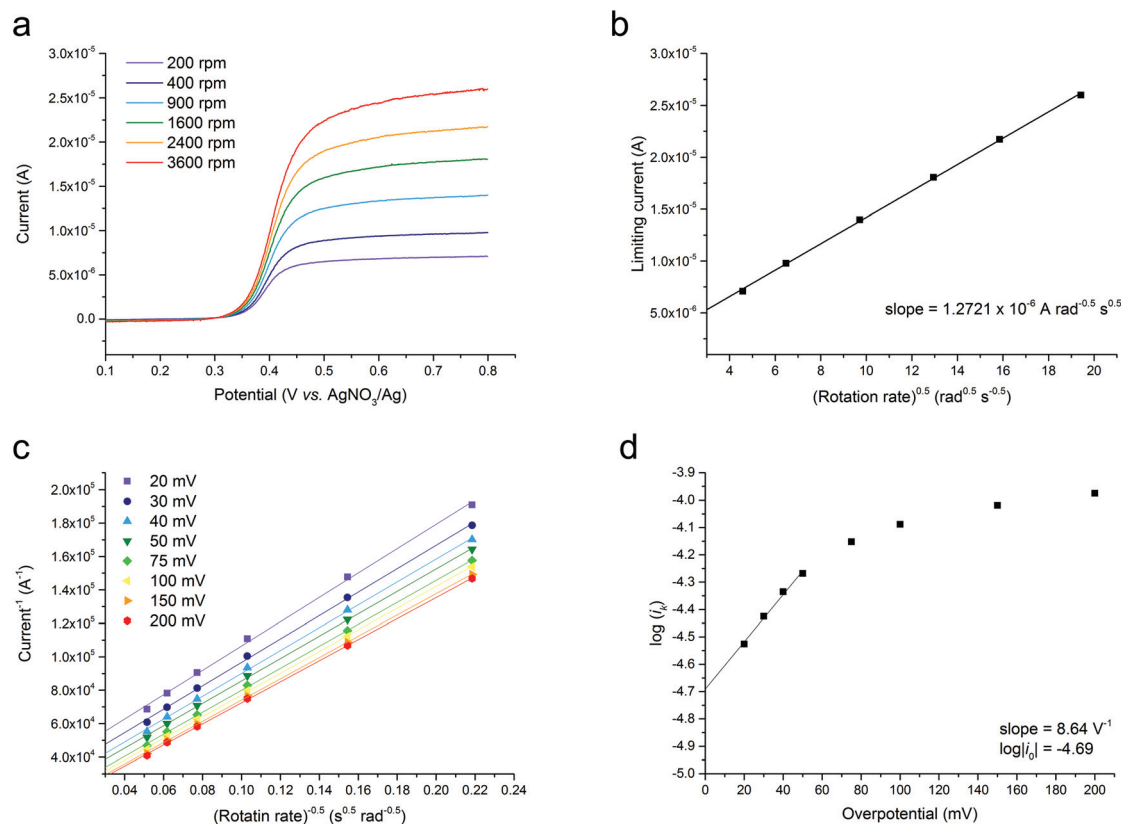 a
3.0x10⁻⁵
2.5x10⁻⁵
2.0x10⁻⁵
1.5x10⁻⁵
1.0x10⁻⁵
5.0x10⁻⁶
0.0
Current (A)
200 rpm
400 rpm
900 rpm
1600 rpm
2400 rpm
3600 rpm
0.1 0.2 0.3 0.4 0.5 0.6 0.7 0.8
Potential (V vs. AgNO₃/Ag)
b
3.0x10⁻⁵
2.5x10⁻⁵
2.0x10⁻⁵
1.5x10⁻⁵
1.0x10⁻⁵
5.0x10⁻⁶
Limiting current (A)
slope = 1.2721 x 10⁻⁶ A rad⁻⁰·⁵ s⁰·⁵
4 6 8 10 12 14 16 18 20
(Rotation rate)⁰·⁵ (rad⁰·⁵ s⁻⁰·⁵)
c
2.0x10⁵
1.8x10⁵
1.6x10⁵
1.4x10⁵
1.2x10⁵
1.0x10⁵
8.0x10⁴
6.0x10⁴
4.0x10⁴
Current⁻¹ (A⁻¹)
20 mV
30 mV
40 mV
50 mV
75 mV
100 mV
150 mV
200 mV
0.04 0.06 0.08 0.10 0.12 0.14 0.16 0.18 0.20 0.22 0.24
(Rotatin rate)⁻⁰·⁵ (s⁰·⁵ rad⁻⁰·⁵)
d
-3.9
-4.0
-4.1
-4.2
-4.3
-4.4
-4.5
-4.6
-4.7
-4.8
-4.9
-5.0
log (iₖ)
slope = 8.64 V⁻¹
log|i₀| = -4.69
0 20 40 60 80 100 120 140 160 180 200
Overpotential (mV)